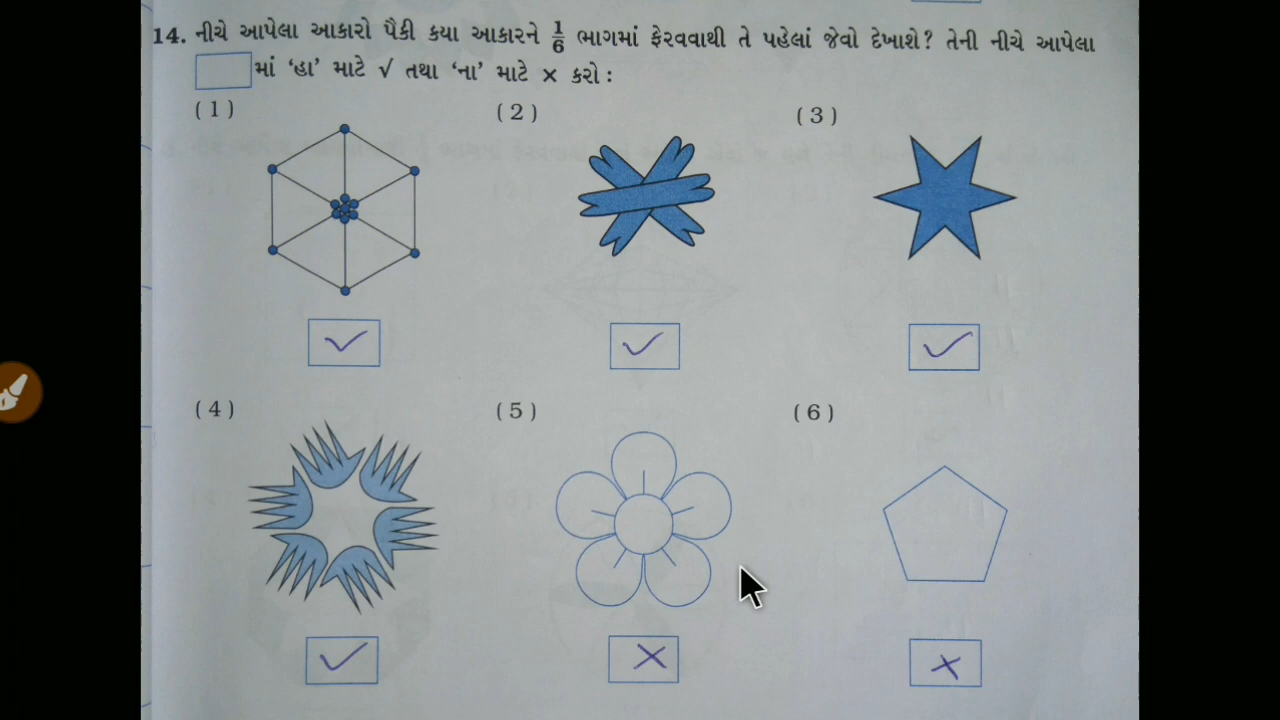 14. નીચે આપેલા આકારો પૈકી કયા આકારને 1/6 ભાગમાં ફેરવવાથી તે પહેલાં જેવો દેખાશે? તેની નીચે આપેલા
માં ‘હા’ માટે √ તથા ‘ના’ માટે × કરો :
(1) (2) (3)
✓ ✓ ✓
(4) (5) (6)
✓ × ×